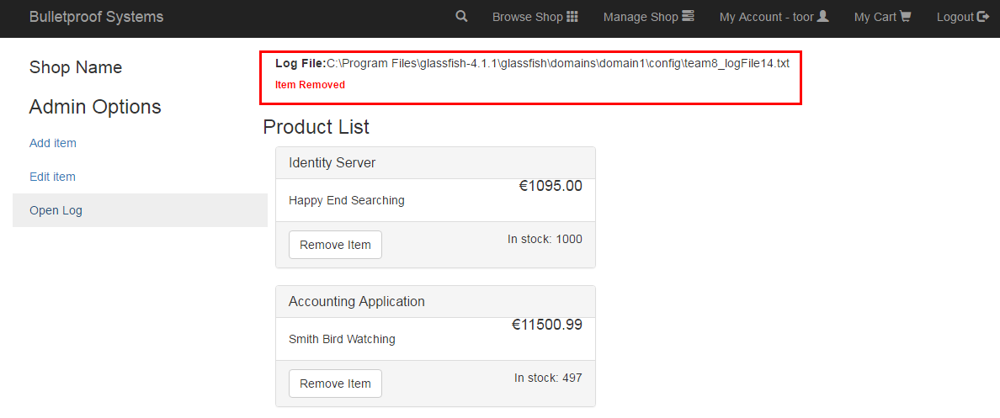 Bulletproof Systems
Browse Shop
Manage Shop
My Account - toor
My Cart
Logout
Shop Name
Admin Options
Add item
Edit item
Open Log
Log File:C:\Program Files\glassfish-4.1.1\glassfish\domains\domain1\config\team8_logFile14.txt
Item Removed
Product List
Identity Server
€1095.00
Happy End Searching
Remove Item
In stock: 1000
Accounting Application
€11500.99
Smith Bird Watching
Remove Item
In stock: 497